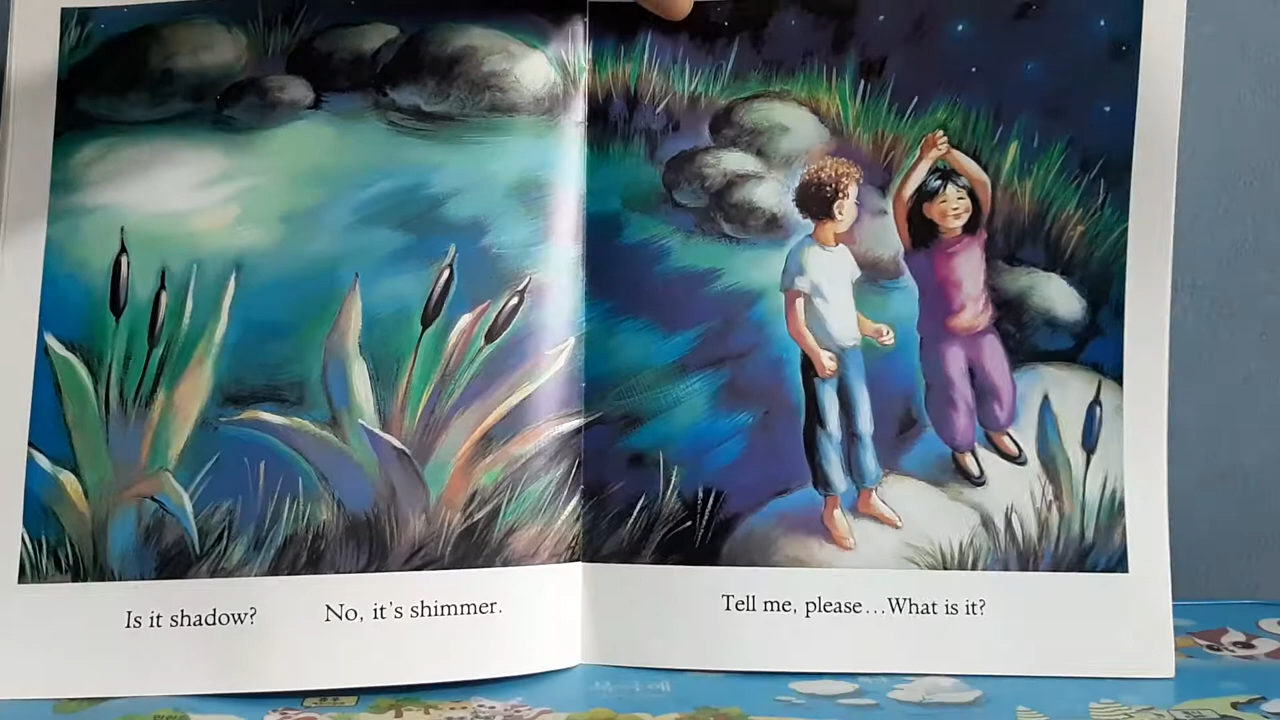 Is it shadow? No, it's shimmer.
Tell me, please...What is it?